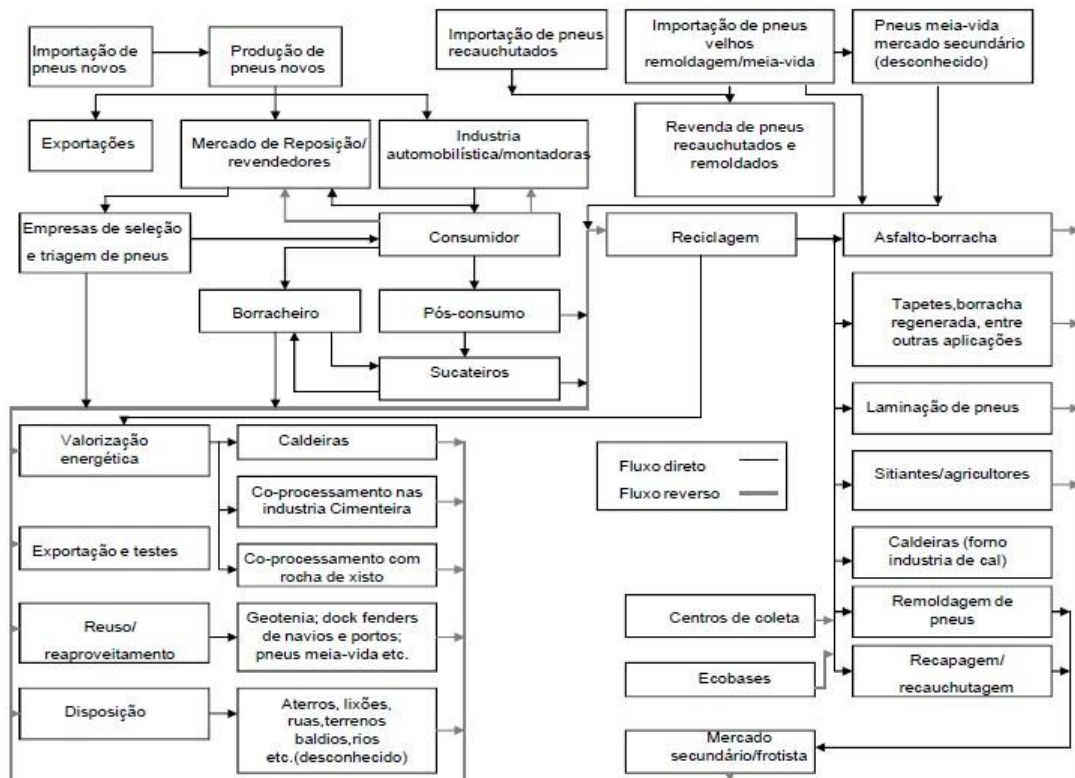 Importação de
pneus novos
Produção de
pneus novos
Importação de pneus
recauchutados
Importação de pneus
velhos
remoldagem/meia-vida
Pneus meia-vida
mercado secundário
(desconhecido)
Exportações
Mercado de Reposição/
revendedores
Industria
automobilística/montadoras
Revenda de pneus
recauchutados e
remoldados
Empresas de seleção
e triagem de pneus
Consumidor
Reciclagem
Asfalto-borracha
Borracheiro
Pós-consumo
Tapetes,borracha
regenerada, entre
outras aplicações
Sucateiros
Laminação de pneus
Valorização
energética
Caldeiras
Fluxo direto
Fluxo reverso
Sitiantes/agricultores
Co-processamento nas
industria Cimenteira
Exportação e testes
Co-processamento com
rocha de xisto
Caldeiras (forno
industria de cal)
Reuso/
reaproveitamento
Geotenia; dock fenders
de navios e portos;
pneus meia-vida etc.
Centros de coleta
Remoldagem de
pneus
Ecobases
Recapagem/
recauchutagem
Disposição
Aterros, lixões,
ruas,terrenos
baldios,rios
etc.(desconhecido)
Mercado
secundário/frotista